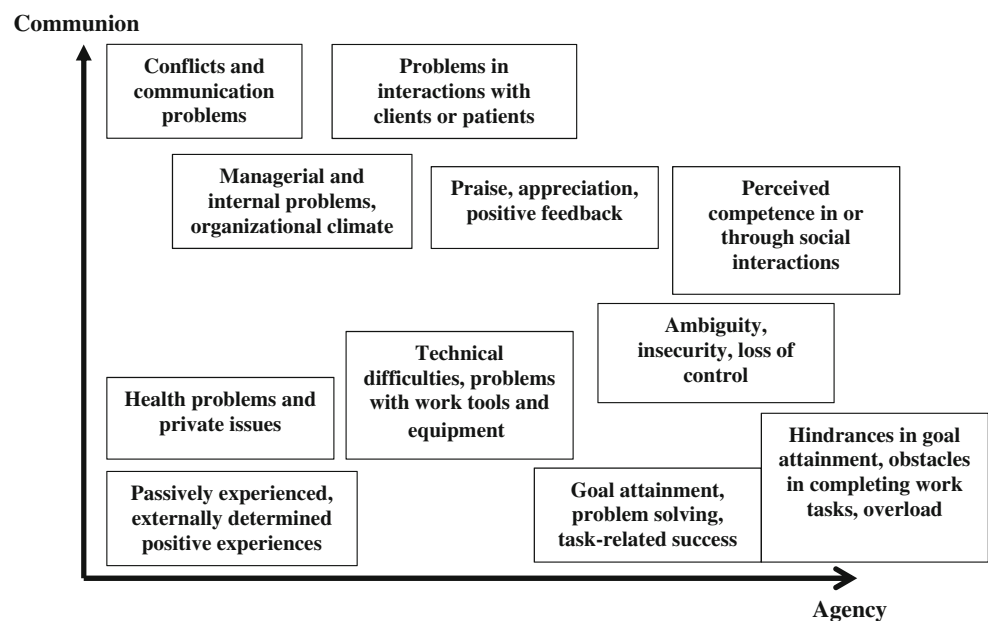 Communion
Conflicts and
communication
problems
Problems in
interactions with
clients or patients
Managerial and
internal problems,
organizational climate
Praise, appreciation,
positive feedback
Perceived
competence in or
through social
interactions
Ambiguity,
insecurity, loss of
control
Technical
difficulties, problems
with work tools and
equipment
Health problems and
private issues
Hindrances in goal
attainment, obstacles
in completing work
tasks, overload
Passively experienced,
externally determined
positive experiences
Goal attainment,
problem solving,
task-related success
Agency